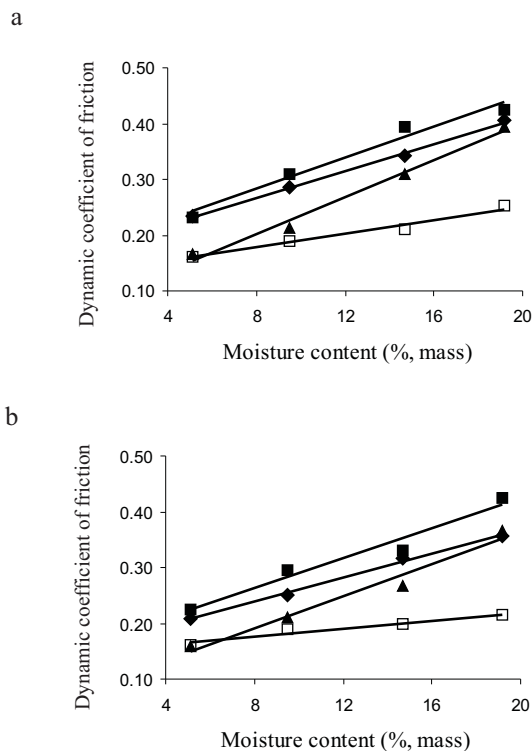 a
Dynamic coefficient of friction
0.50
0.40
0.30
0.20
0.10
4 8 12 16 20
Moisture content (%, mass)
b
Dynamic coefficient of friction
0.50
0.40
0.30
0.20
0.10
4 8 12 16 20
Moisture content (%, mass)